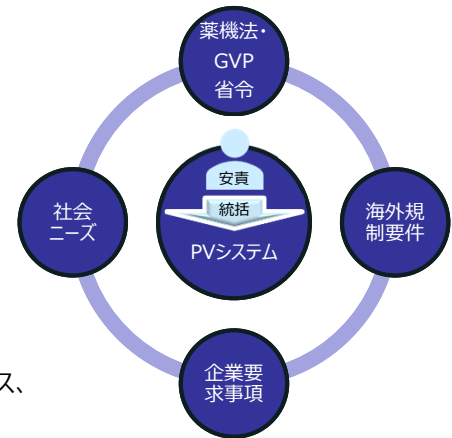 薬機法・
GVP
省令
安責
統括
PVシステム
社会
ニーズ
海外規
制要件
企業要
求事項
ス、